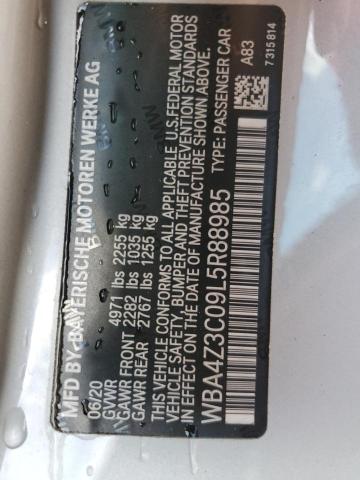 MFD BY: BAYERISCHE MOTOREN WERKE AG
06/20
GVWR 4971 lbs 2255 kg
GAWR FRONT 2282 lbs 1035 kg
GAWR REAR 2767 lbs 1255 kg
THIS VEHICLE CONFORMS TO ALL APPLICABLE U.S. FEDERAL MOTOR
VEHICLE SAFETY, BUMPER AND THEFT PREVENTION STANDARDS
IN EFFECT ON THE DATE OF MANUFACTURE SHOWN ABOVE.
WBA4Z3C09L5R88985 TYPE: PASSENGER CAR
A83
7 315 814